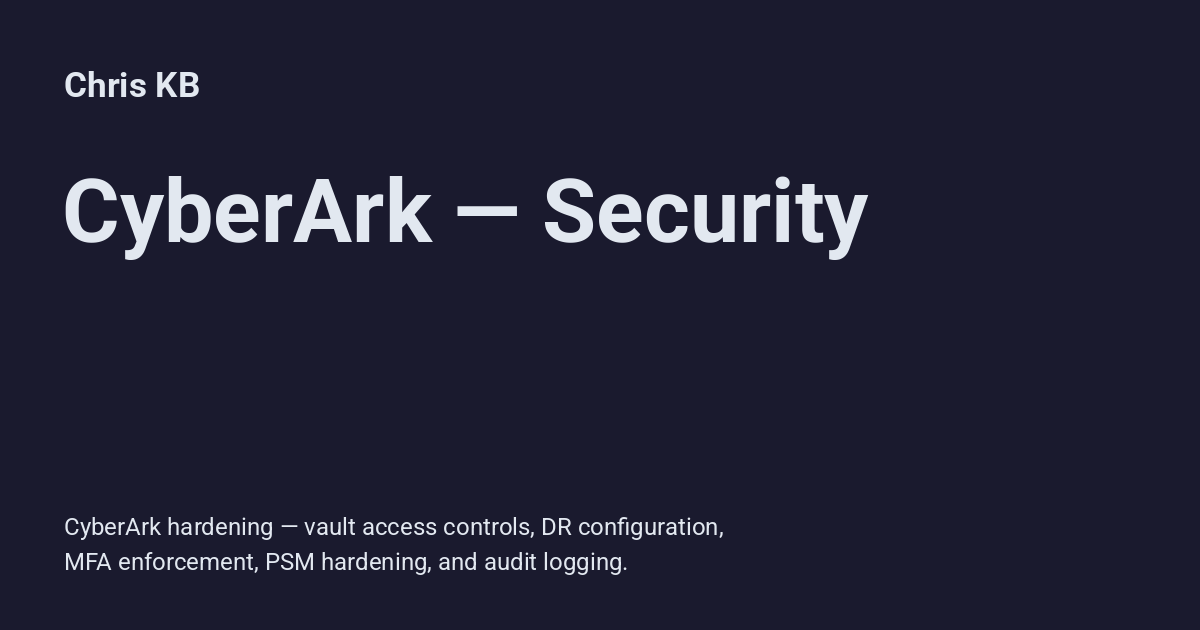 Chris KB
CyberArk — Security
CyberArk hardening — vault access controls, DR configuration,
MFA enforcement, PSM hardening, and audit logging.